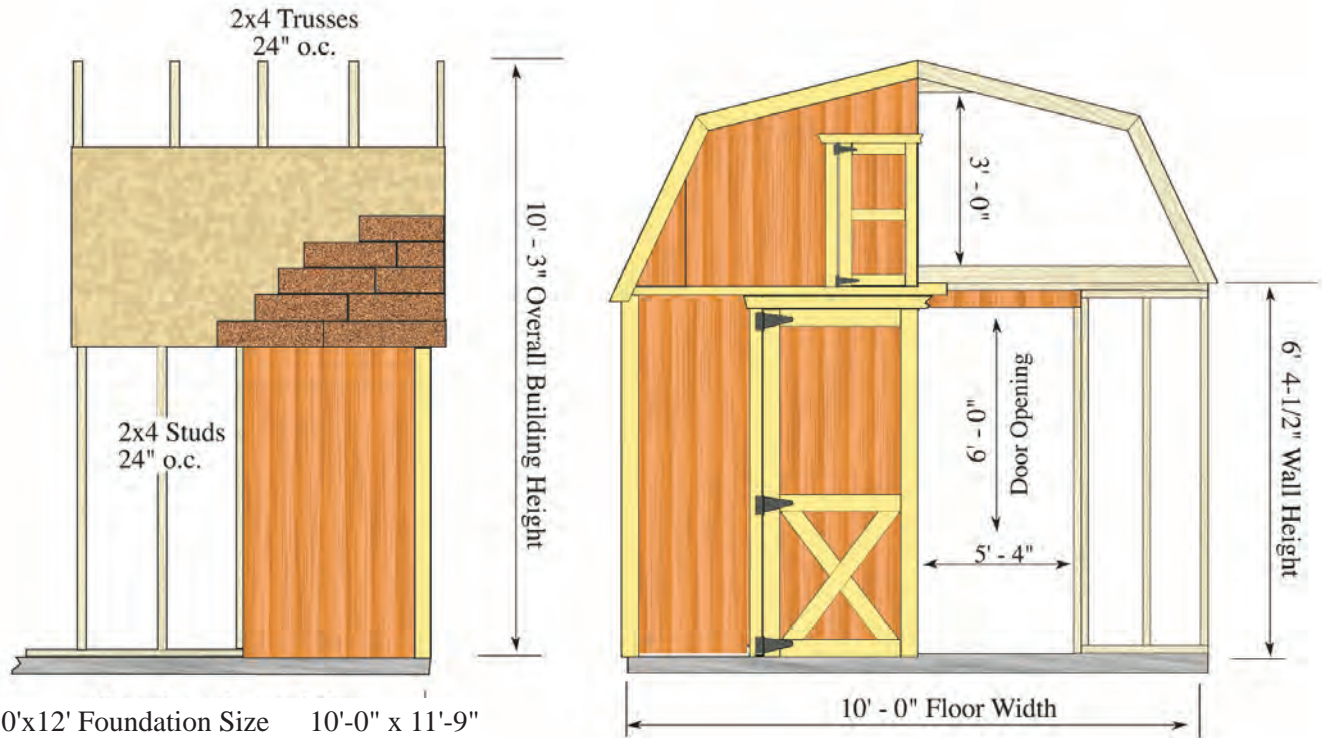 2x4 Trusses
24" o.c.
10' - 3" Overall Building Height
2x4 Studs
24" o.c.
0'x12' Foundation Size 10'-0" x 11'-9"
3' - 0"
Door Opening
6' - 0"
5' - 4"
6' 4-1/2" Wall Height
10' - 0" Floor Width